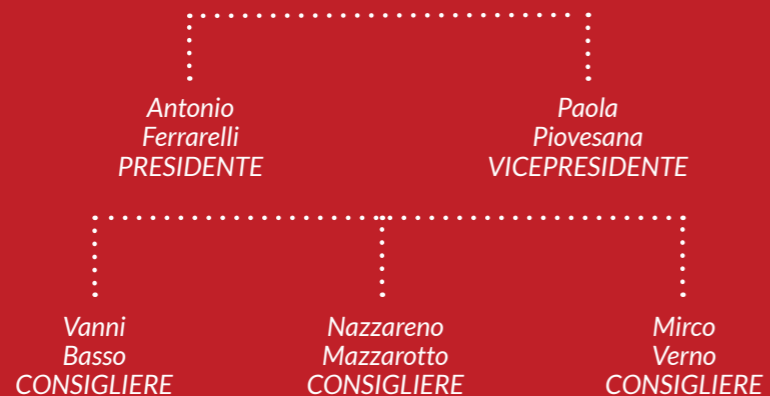 Antonio
Ferrarelli
PRESIDENTE
Paola
Piovesana
VICEPRESIDENTE
Vanni
Basso
CONSIGLIERE
Nazzareno
Mazzarotto
CONSIGLIERE
Mirco
Verno
CONSIGLIERE